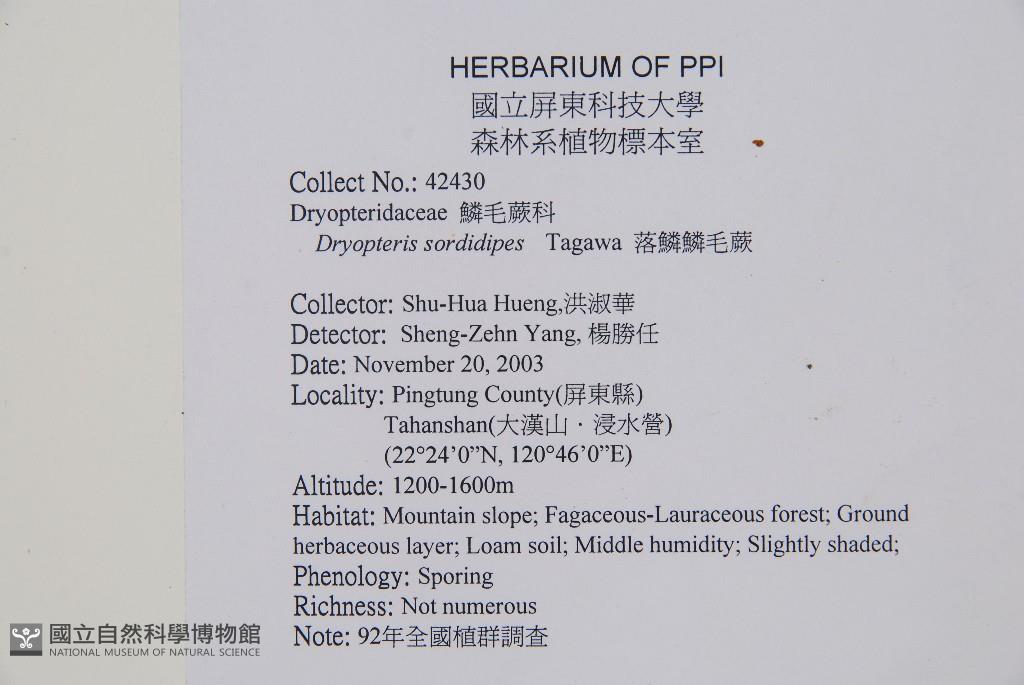 HERBARIUM OF PPI
國立屏東科技大學
森林系植物標本室
Collect No.: 42430
Dryopteridaceae 鱗毛蕨科
Dryopteris sordidipes Tagawa 落鱗鱗毛蕨
Collector: Shu-Hua Hueng,洪淑華
Detector: Sheng-Zehn Yang, 楊勝任
Date: November 20, 2003
Locality: Pingtung County(屏東縣)
Tahanshan(大漢山．浸水營)
(22°24’0”N, 120°46’0”E)
Altitude: 1200-1600m
Habitat: Mountain slope; Fagaceous-Lauraceous forest; Ground
herbaceous layer; Loam soil; Middle humidity; Slightly shaded;
Phenology: Sporing
Richness: Not numerous
Note: 92年全國植群調查
國立自然科學博物館
NATIONAL MUSEUM OF NATURAL SCIENCE